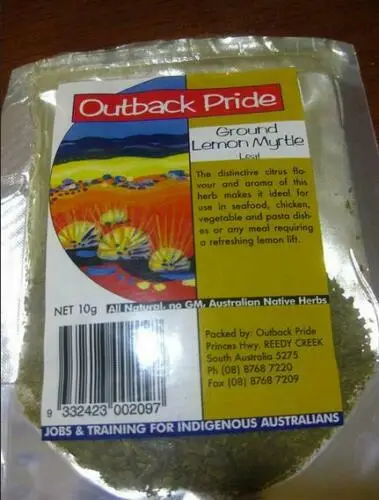 Outback Pride
Ground
Lemon Myrtle
Leaf
The distinctive citrus fla-
vour and aroma of this
herb makes it ideal for
use in seafood, chicken,
vegetable and pasta dish-
es or any meal requiring
a refreshing lemon lift.
NET 10g
All Natural, no GM, Australian Native Herbs
Packed by: Outback Pride
Princes Hwy, REEDY CREEK
South Australia 5275
Ph (08) 8768 7220
Fax (08) 8768 7209
9 332423 002097
JOBS & TRAINING FOR INDIGENOUS AUSTRALIANS